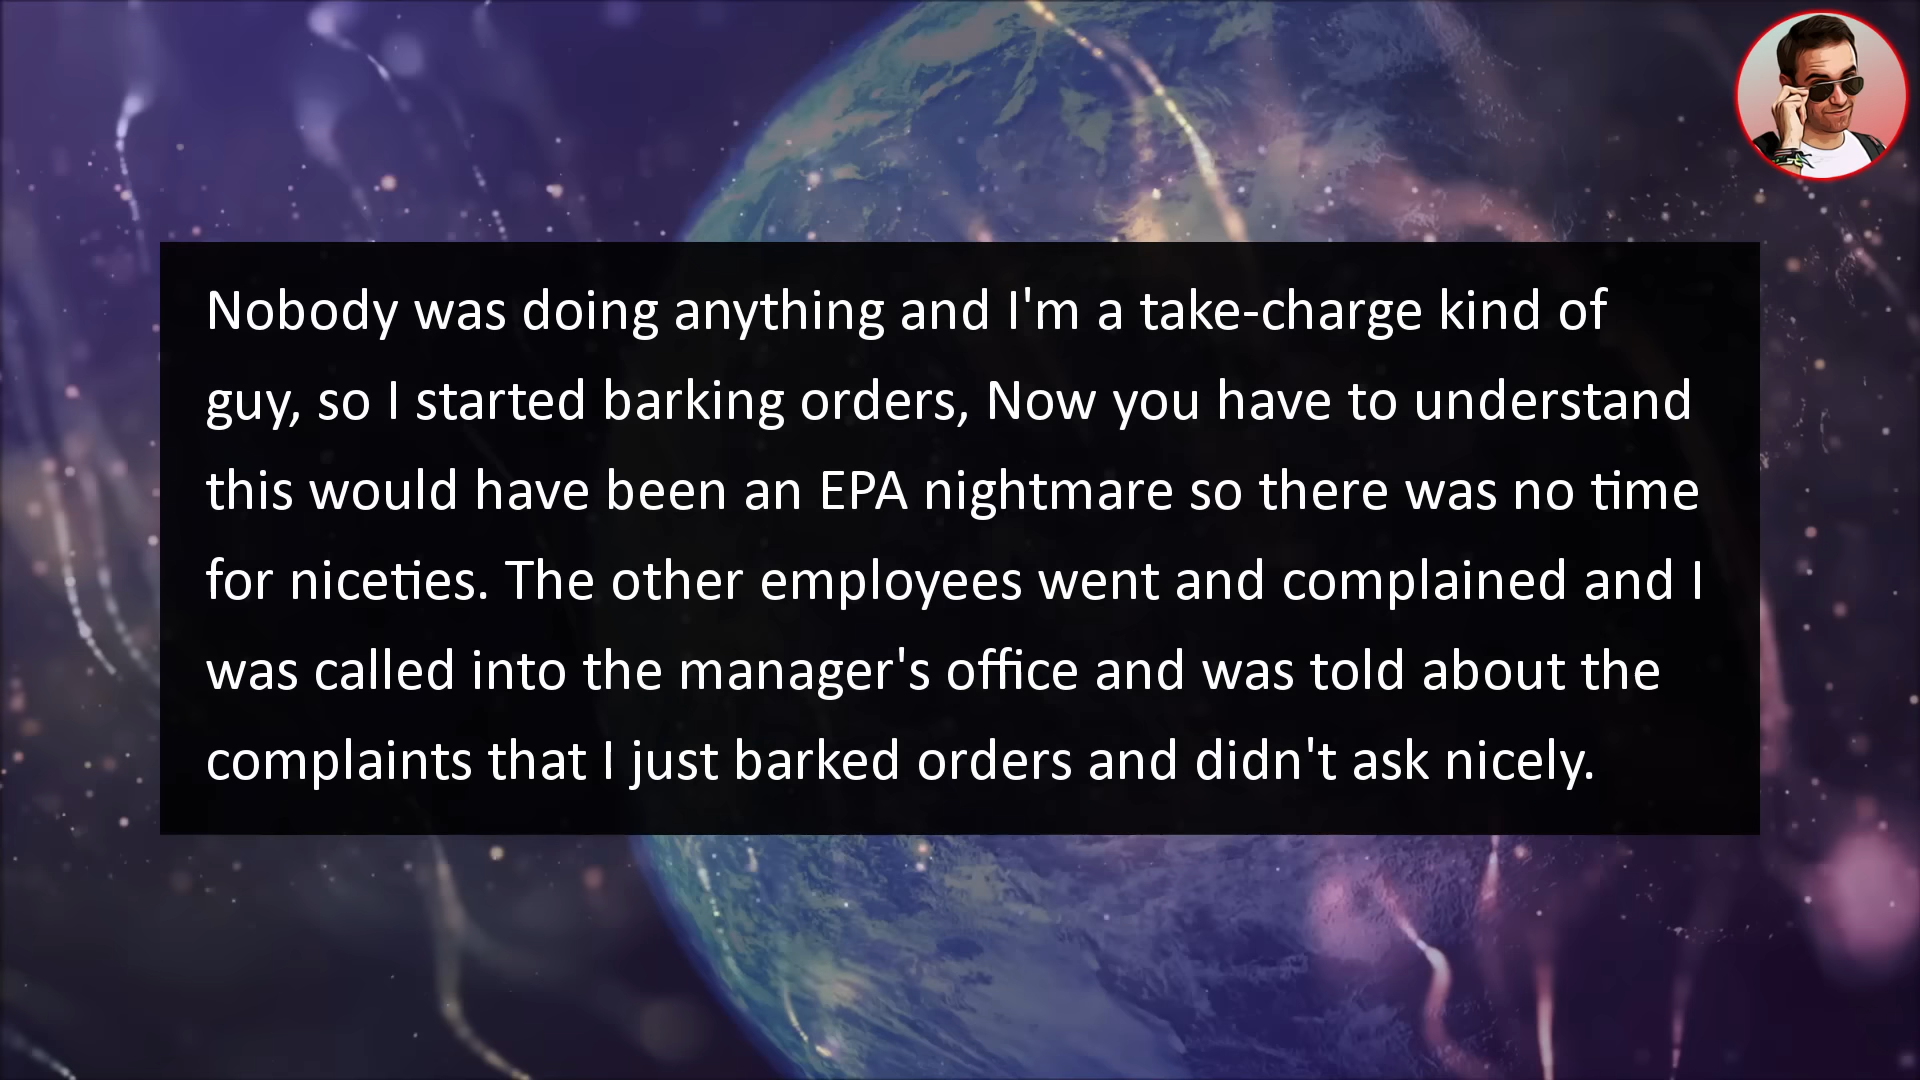 Nobody was doing anything and I'm a take-charge kind of
guy, so I started barking orders, Now you have to understand
this would have been an EPA nightmare so there was no time
for niceties. The other employees went and complained and I
was called into the manager's office and was told about the
complaints that I just barked orders and didn't ask nicely.